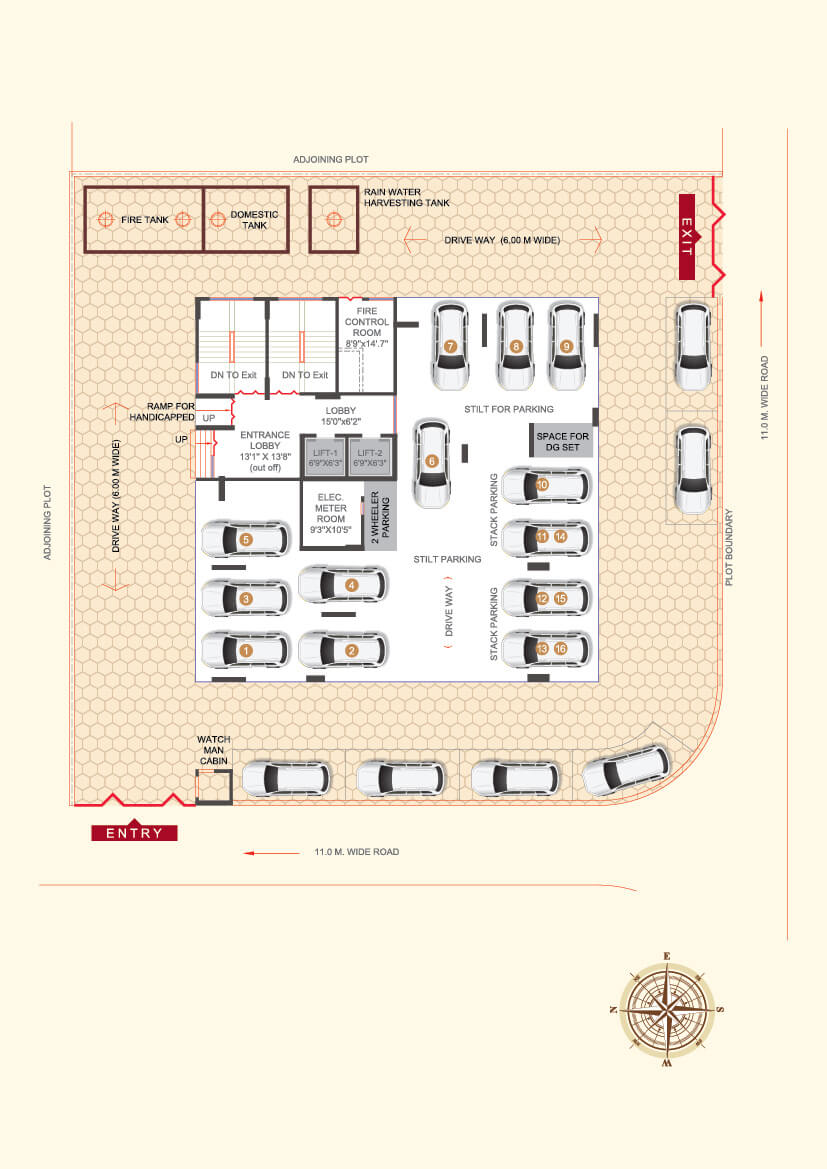 ADJOINING PLOT
FIRE TANK
DOMESTIC
TANK
RAIN WATER
HARVESTING TANK
DRIVE WAY (6.00 M WIDE)
EXIT
FIRE
CONTROL
ROOM
8'9"x14'.7"
DN TO Exit
DN TO Exit
7
8
9
11.0 M. WIDE ROAD
RAMP FOR
HANDICAPPED
UP
UP
LOBBY
15'0"x6'2"
STILT FOR PARKING
ENTRANCE
LOBBY
13'1" X 13'8"
(out off)
LIFT-1
6'9"X6'3"
LIFT-2
6'9"X6'3"
SPACE FOR
DG SET
6
DRIVE WAY (6.00 M WIDE)
ADJOINING PLOT
ELEC.
METER
ROOM
9'3"X10'5"
2 WHEELER
PARKING
STACK PARKING
10
11 14
PLOT BOUNDARY
5
STILT PARKING
3
4
DRIVE WAY
STACK PARKING
12 15
1
2
13 16
WATCH
MAN
CABIN
ENTRY
11.0 M. WIDE ROAD
E
N
S
W